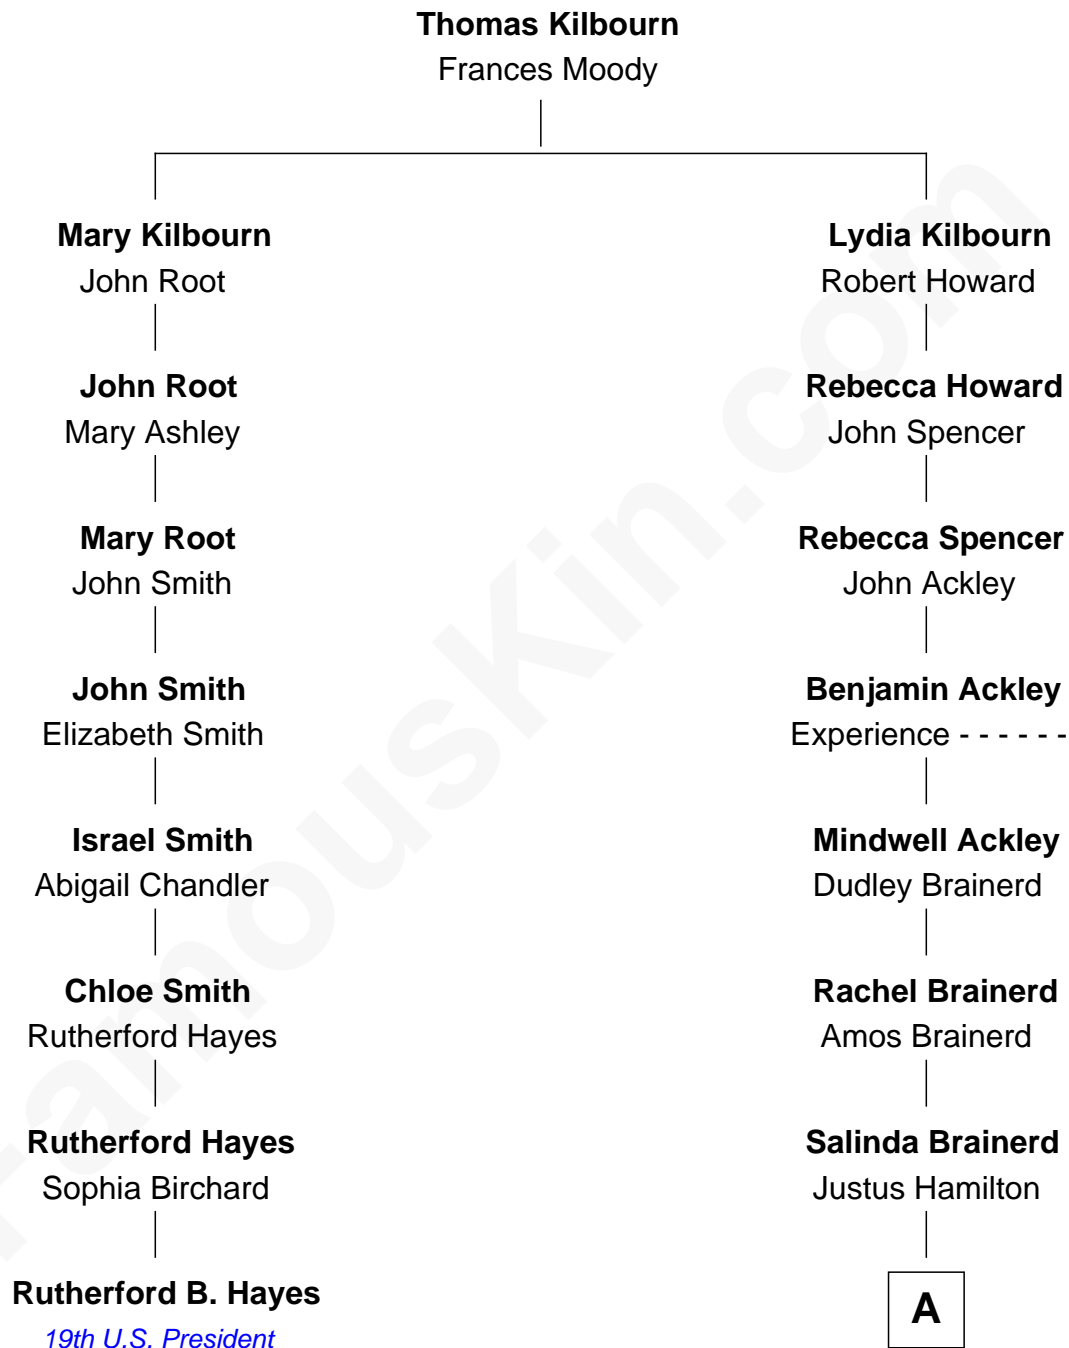 Thomas Kilbourn
Frances Moody
Mary Kilbourn
John Root
Lydia Kilbourn
Robert Howard
John Root
Mary Ashley
Rebecca Howard
John Spencer
Mary Root
John Smith
Rebecca Spencer
John Ackley
John Smith
Elizabeth Smith
Benjamin Ackley
Experience - - - - - -
Israel Smith
Abigail Chandler
Mindwell Ackley
Dudley Brainerd
Chloe Smith
Rutherford Hayes
Rachel Brainerd
Amos Brainerd
Rutherford Hayes
Sophia Birchard
Salinda Brainerd
Justus Hamilton
Rutherford B. Hayes
19th U.S. President
A
FamousKin.com